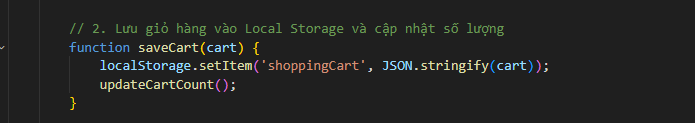 // 2. Lưu giỏ hàng vào Local Storage và cập nhật số lượng
function saveCart(cart) {
localStorage.setItem('shoppingCart', JSON.stringify(cart));
updateCartCount();
}